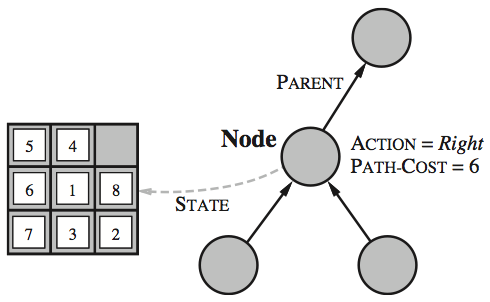 PARENT
Node
ACTION = Right
PATH-COST = 6
STATE
5 4
6 1 8
7 3 2